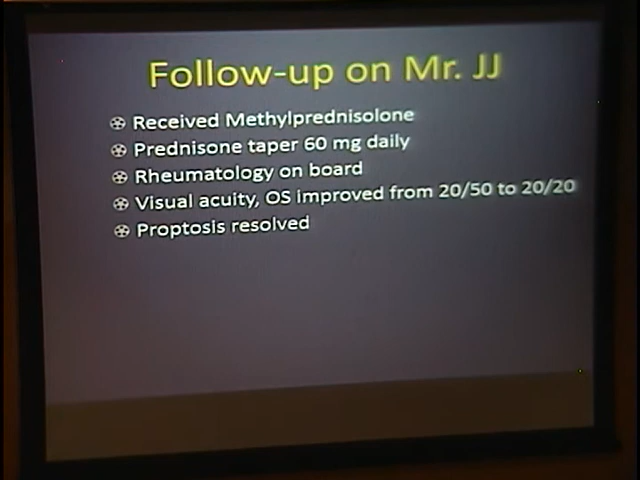 Follow-up on Mr. JJ
Received Methylprednisolone
Prednisone taper 60 mg daily
Rheumatology on board
Visual acuity, OS improved from 20/50 to 20/20
Proptosis resolved